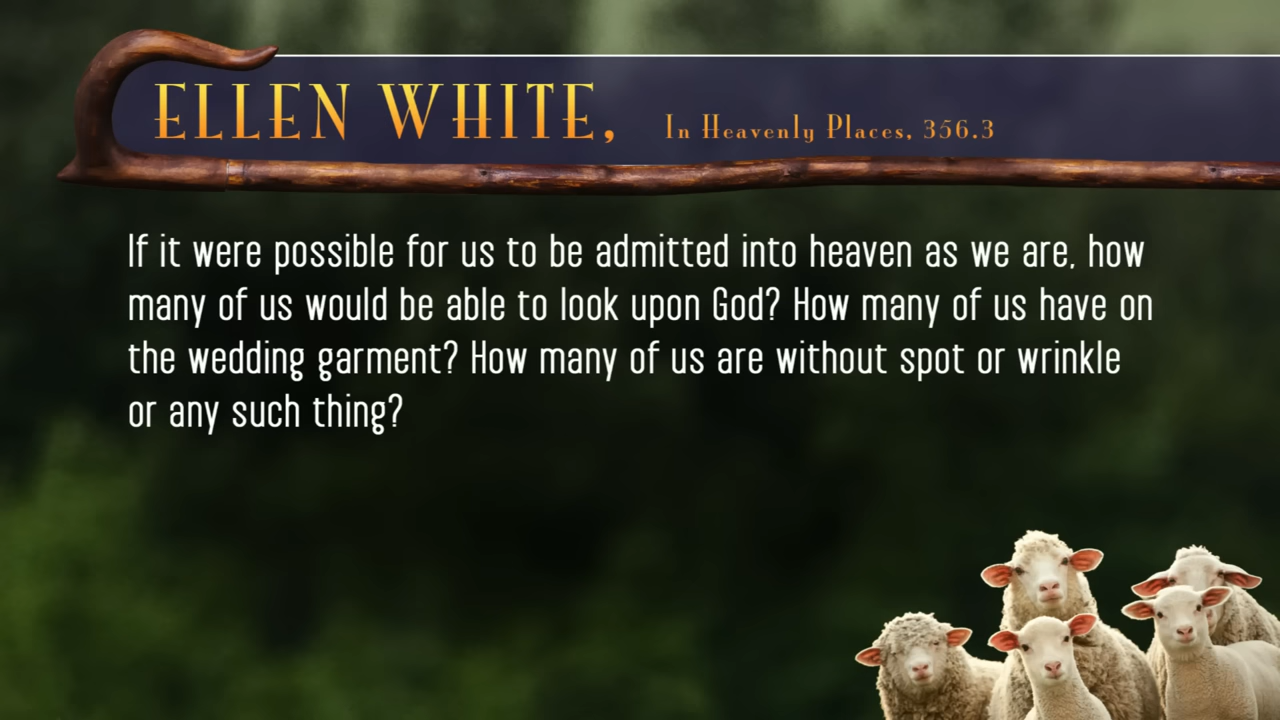 ELLEN WHITE, In Heavenly Places, 356.3
If it were possible for us to be admitted into heaven as we are, how
many of us would be able to look upon God? How many of us have on
the wedding garment? How many of us are without spot or wrinkle
or any such thing?